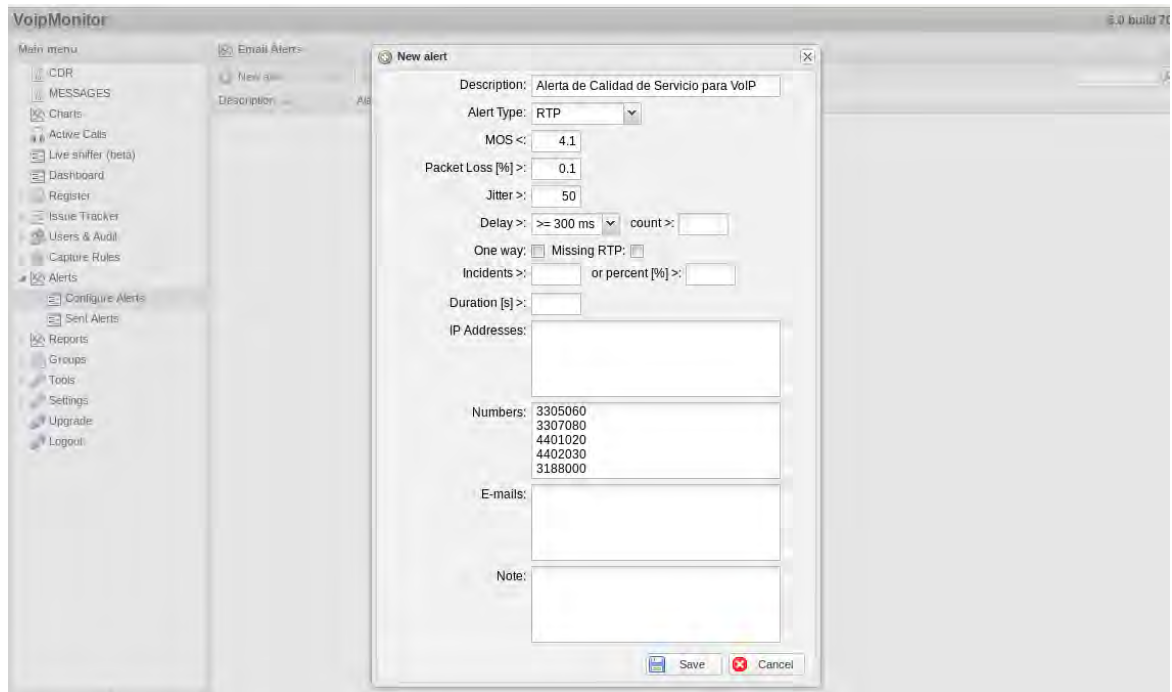 VoipMonitor
Main menu
CDR
MESSAGES
Charts
Active Calls
Live sniffer (beta)
Dashboard
Register
Issue Tracker
Users & Audit
Capture Rules
Alerts
Configure Alerts
Sent Alerts
Reports
Groups
Tools
Settings
Upgrade
Logout
Email Alerts
New
Description
New alert
Description: Alerta de Calidad de Servicio para VoIP
Alert Type: RTP
MOS <: 4.1
Packet Loss [%] >: 0.1
Jitter >: 50
Delay >: >= 300 ms count >:
One way: Missing RTP:
Incidents >: or percent [%] >:
Duration [s] >:
IP Addresses:
Numbers: 3305060
3307080
4401020
4402030
3188000
E-mails:
Note:
Save Cancel
build